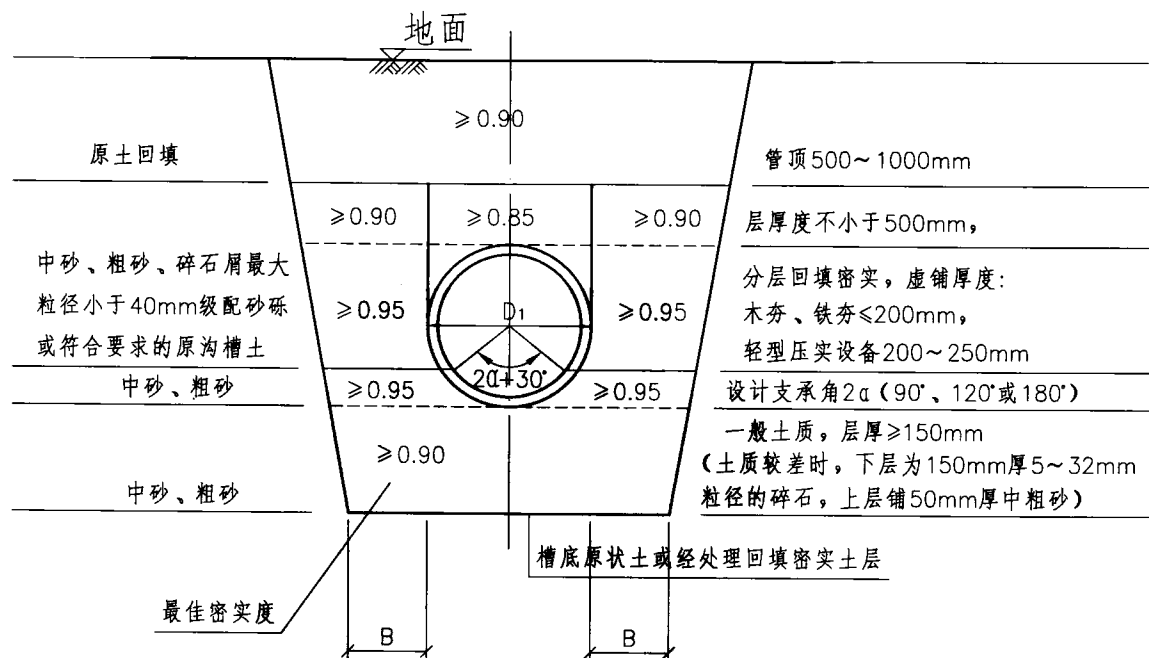 地面
≥0.90
原土回填
管顶500~1000mm
≥0.90
≥0.85
≥0.90
层厚度不小于500mm,
中砂、粗砂、碎石屑最大
粒径小于40mm级配砂砾
或符合要求的原沟槽土
≥0.95
D₁
≥0.95
分层回填密实,虚铺厚度:
木夯、铁夯≤200mm,
轻型压实设备200~250mm
中砂、粗砂
≥0.95
2α+30°
≥0.95
设计支承角2α(90°、120°或180°)
≥0.90
一般土质,层厚≥150mm
(土质较差时,下层为150mm厚5~32mm
粒径的碎石,上层铺50mm厚中粗砂)
中砂、粗砂
槽底原状土或经处理回填密实土层
最佳密实度
B
B